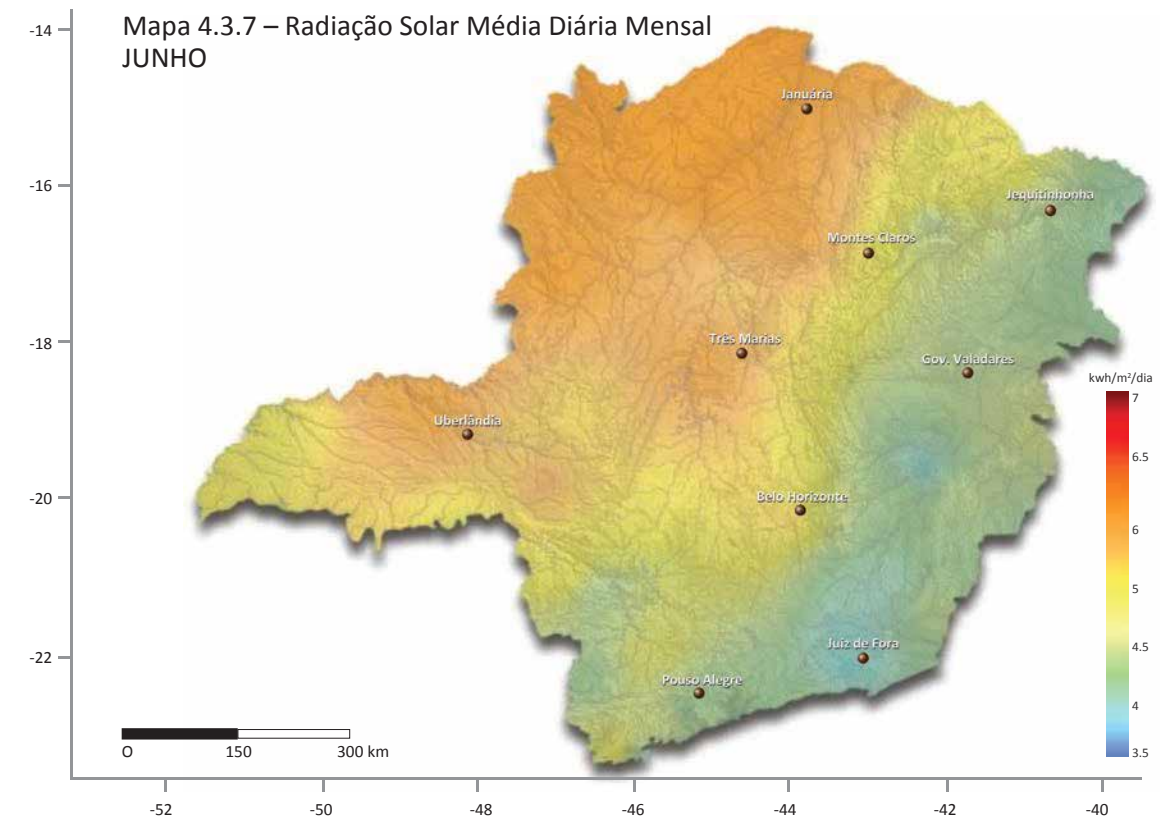 Mapa 4.3.7 – Radiação Solar Média Diária Mensal
JUNHO
-14
Januária
-16
Jequitinhonha
Montes Claros
-18
Três Marias
Gov. Valadares
kwh/m²/dia
7
Uberlândia
6.5
-20
Belo Horizonte
6
5
4.5
Juiz de Fora
-22
Pouso Alegre
4
3.5
O 150 300 km
-52 -50 -48 -46 -44 -42 -40